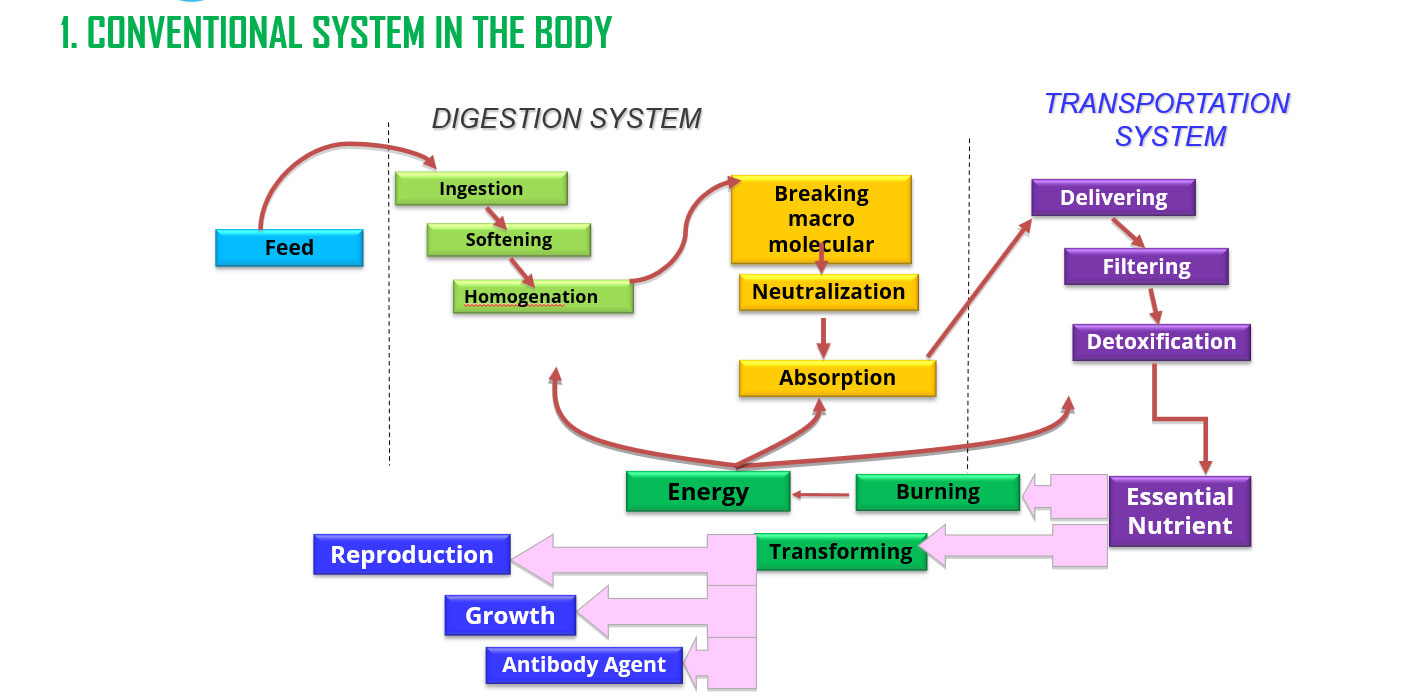 1. CONVENTIONAL SYSTEM IN THE BODY
DIGESTION SYSTEM
TRANSPORTATION
SYSTEM
Feed
Ingestion
Softening
Homogenation
Breaking
macro
molecular
Neutralization
Absorption
Delivering
Filtering
Detoxification
Essential
Nutrient
Burning
Energy
Transforming
Reproduction
Growth
Antibody Agent